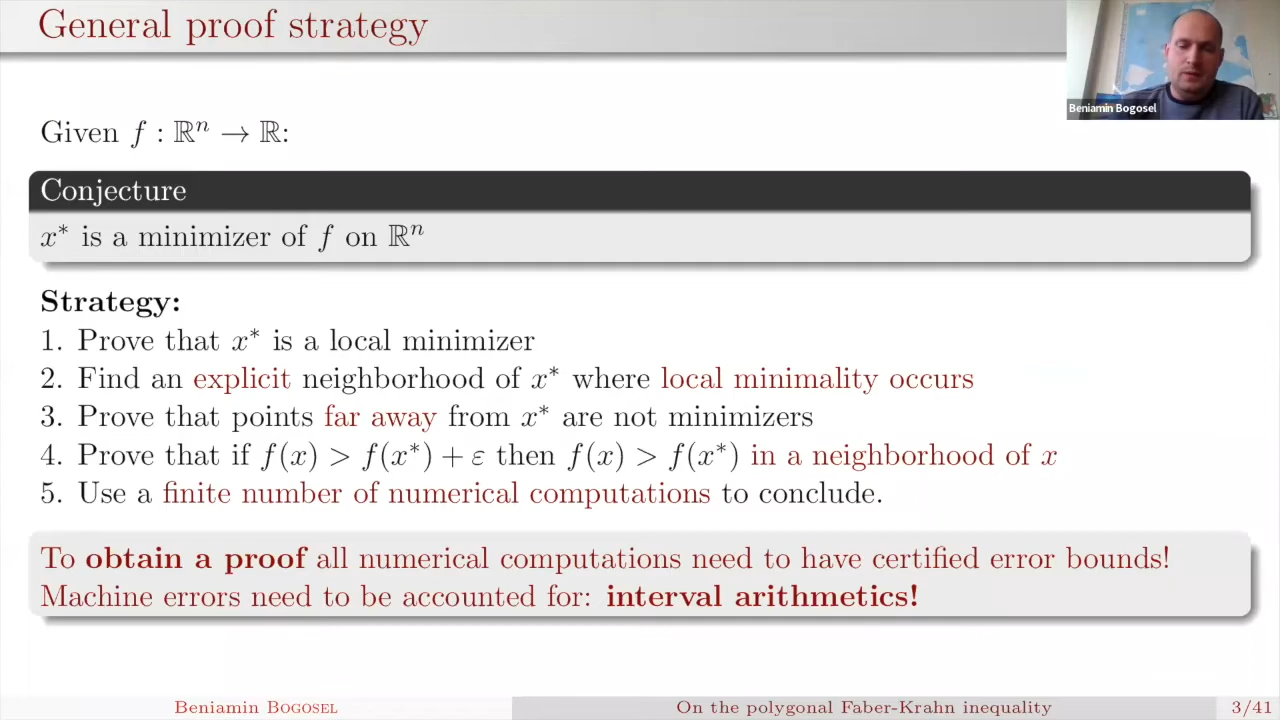 General proof strategy
Beniamin Bogosel
Given f : ℝⁿ → ℝ:
Conjecture
x* is a minimizer of f on ℝⁿ
Strategy:
1. Prove that x* is a local minimizer
2. Find an explicit neighborhood of x* where local minimality occurs
3. Prove that points far away from x* are not minimizers
4. Prove that if f(x) > f(x*) + ε then f(x) > f(x*) in a neighborhood of x
5. Use a finite number of numerical computations to conclude.
To obtain a proof all numerical computations need to have certified error bounds!
Machine errors need to be accounted for: interval arithmetics!
Beniamin Bogosel On the polygonal Faber-Krahn inequality 3/41